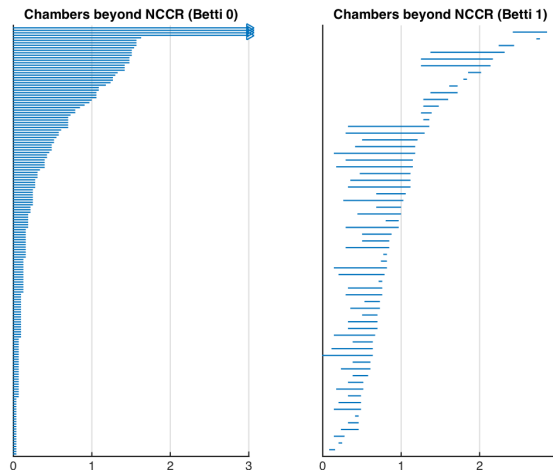 Chambers beyond NCCR (Betti 0)
Chambers beyond NCCR (Betti 1)
0 1 2 3
0 1 2